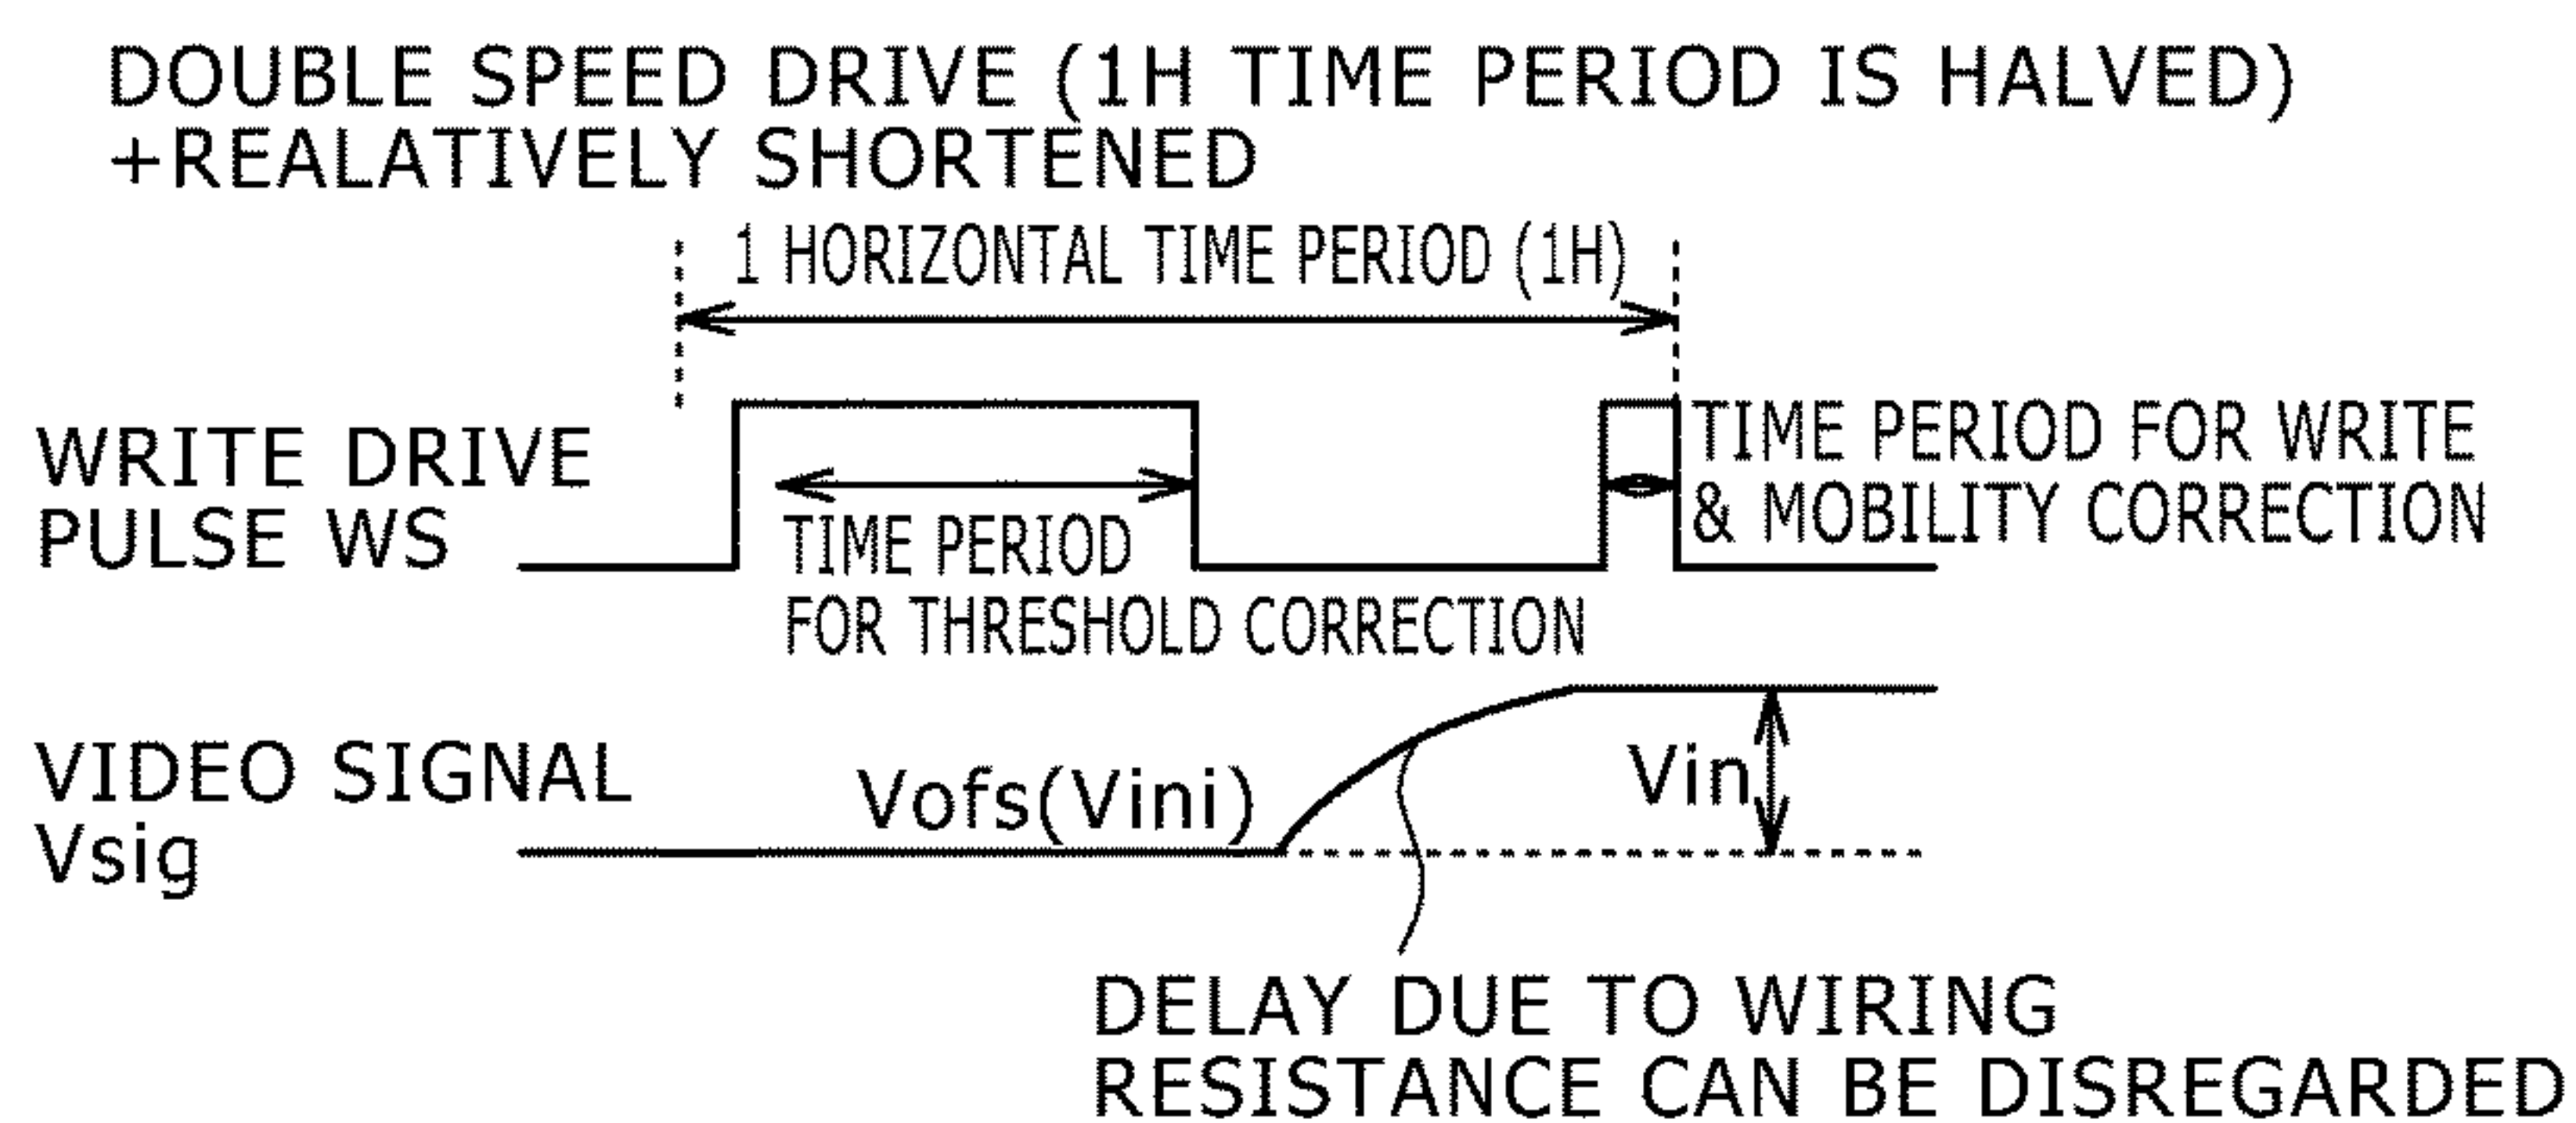 DOUBLE SPEED DRIVE (1H TIME PERIOD IS HALVED)
+REALATIVELY SHORTENED
1 HORIZONTAL TIME PERIOD (1H)
WRITE DRIVE
PULSE WS
TIME PERIOD FOR WRITE
& MOBILITY CORRECTION
TIME PERIOD
FOR THRESHOLD CORRECTION
VIDEO SIGNAL
Vsig
Vofs(Vini)
Vin
DELAY DUE TO WIRING
RESISTANCE CAN BE DISREGARDED